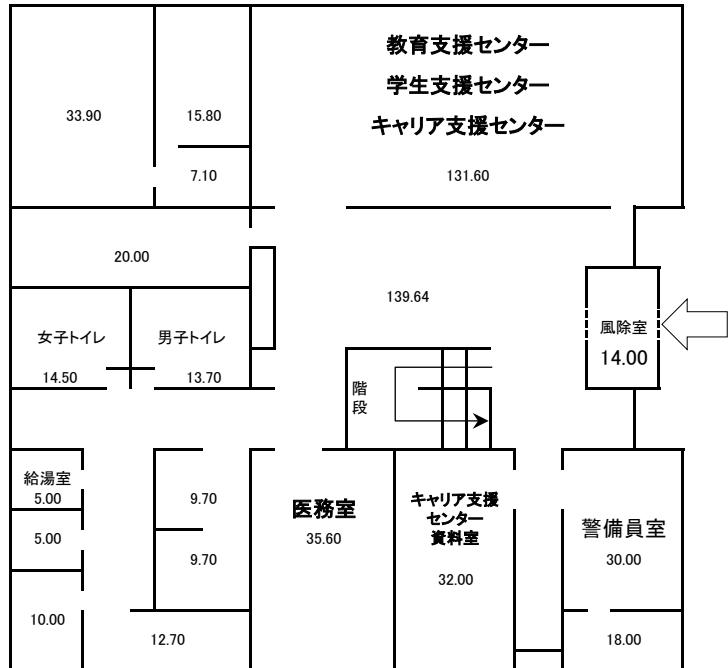 教育支援センター
学生支援センター
キャリア支援センター
33.90
15.80
7.10
131.60
20.00
139.64
女子トイレ
男子トイレ
風除室
14.00
14.50
13.70
階
段
給湯室
5.00
5.00
9.70
9.70
医務室
35.60
キャリア支援
センター
資料室
32.00
警備員室
30.00
10.00
12.70
18.00